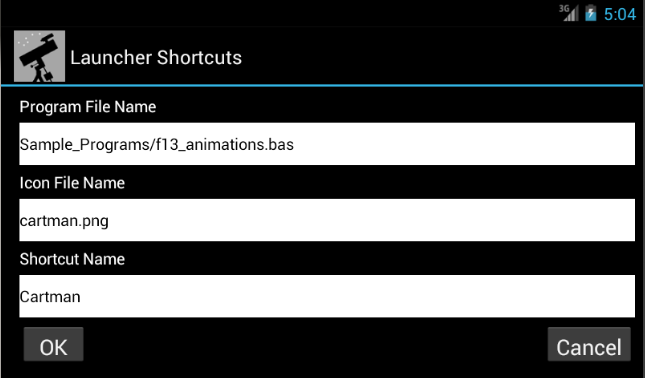 3G 5:04
Launcher Shortcuts
Program File Name
Sample_Programs/f13_animations.bas
Icon File Name
cartman.png
Shortcut Name
Cartman
OK Cancel